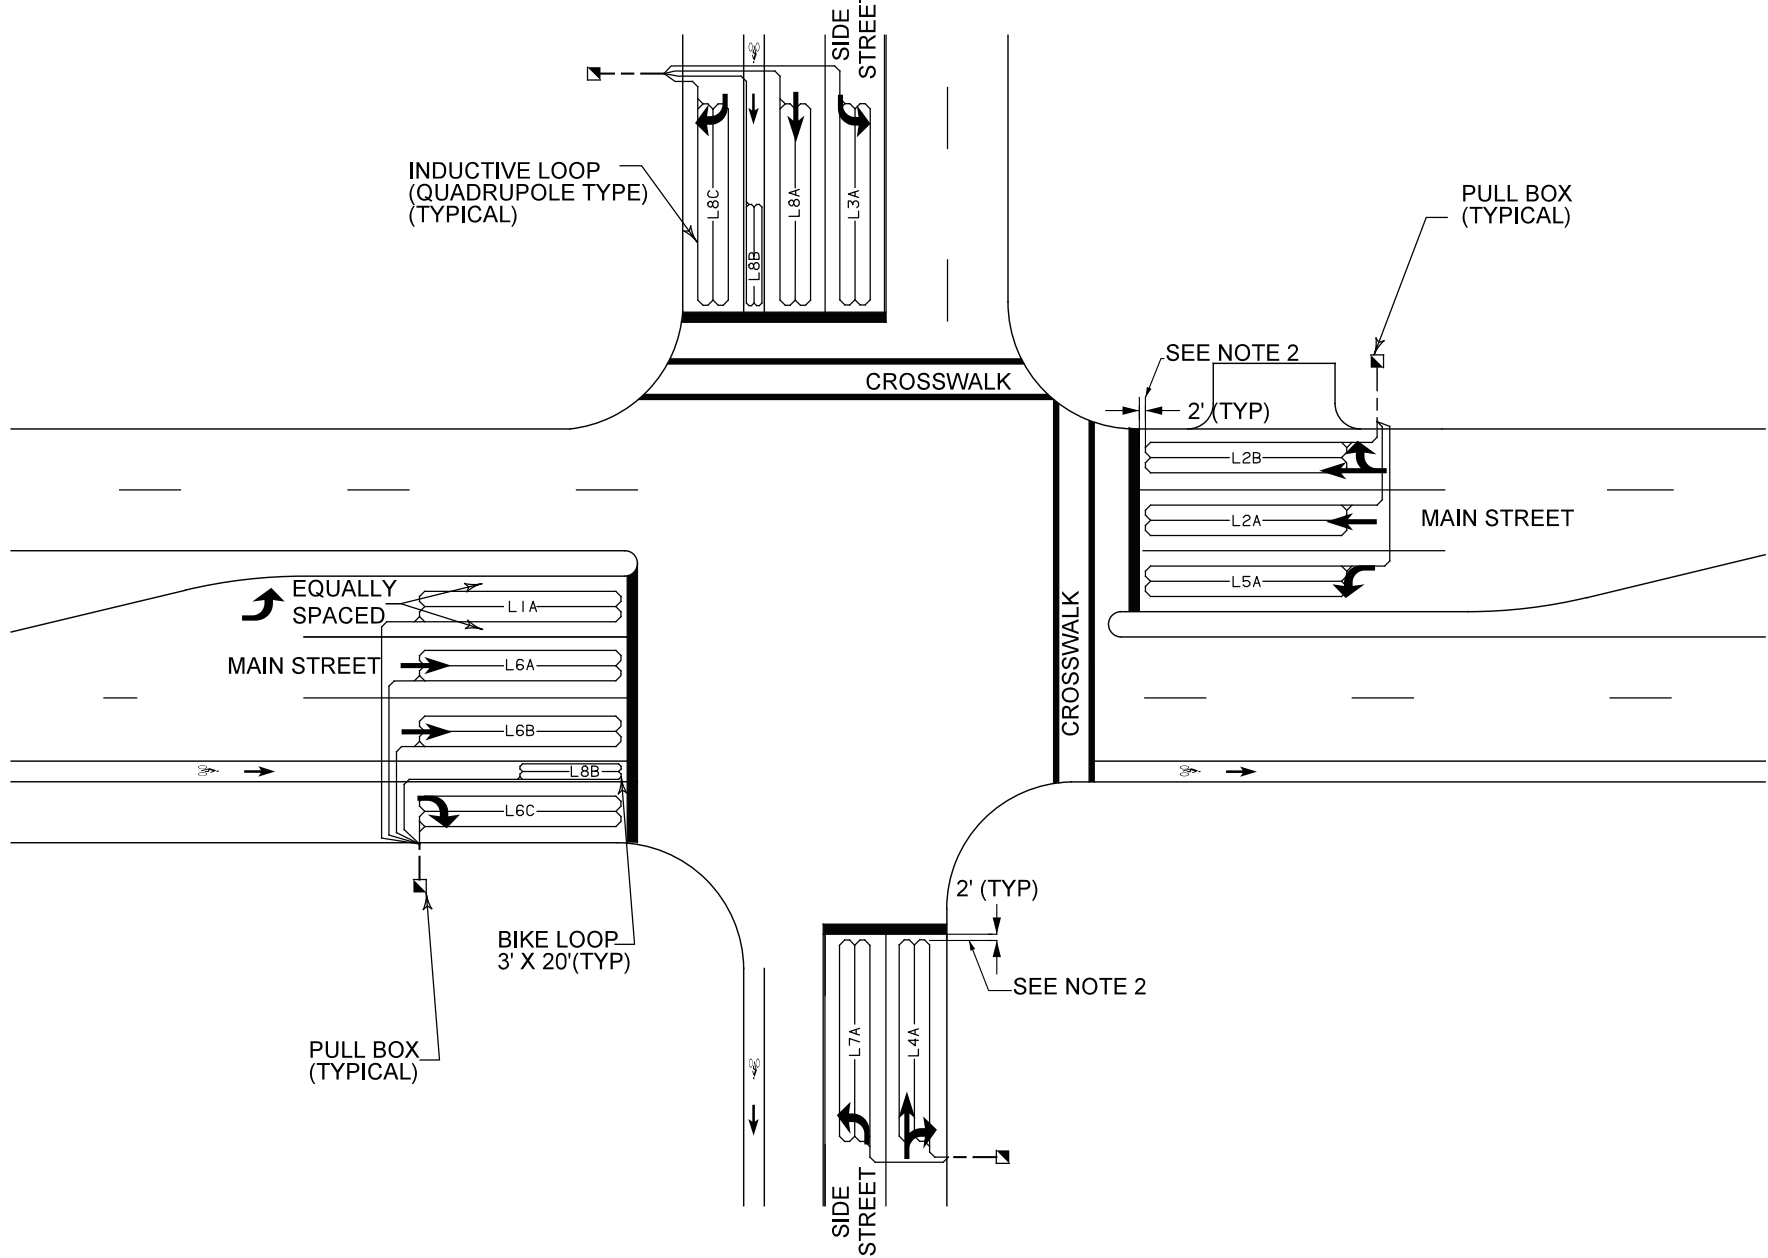 SIDE
STREET
INDUCTIVE LOOP
(QUADRUPOLE TYPE)
(TYPICAL)
L8C
L8B
L8A
L3A
PULL BOX
(TYPICAL)
SEE NOTE 2
2' (TYP)
CROSSWALK
L2B
L2A
MAIN STREET
L5A
EQUALLY
SPACED
L1A
MAIN STREET
L6A
L6B
L8B
L6C
CROSSWALK
2' (TYP)
BIKE LOOP
3' X 20'(TYP)
SEE NOTE 2
PULL BOX
(TYPICAL)
L7A
L4A
SIDE
STREET